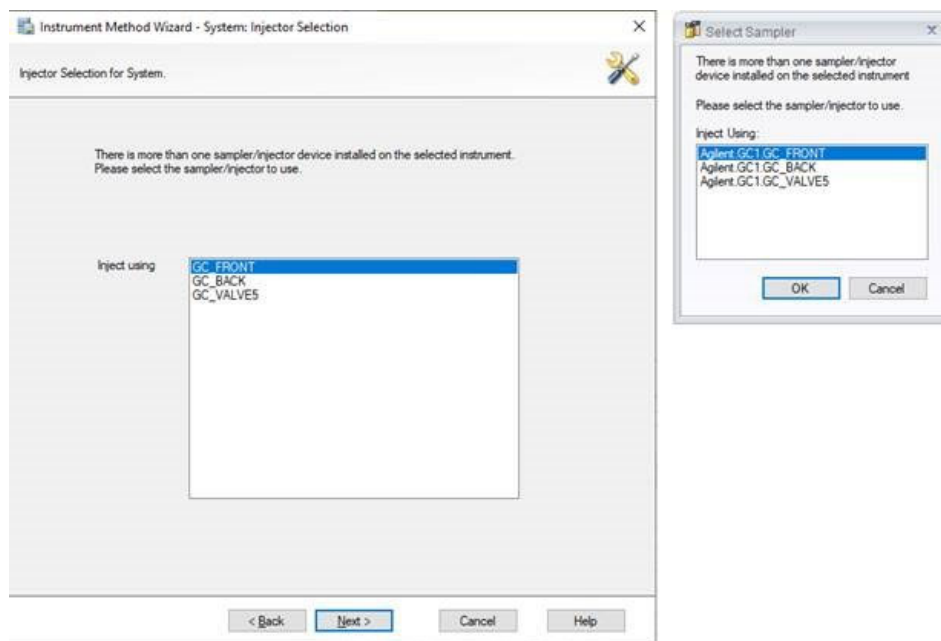 Instrument Method Wizard - System: Injector Selection
Injector Selection for System.
There is more than one sampler/injector device installed on the selected instrument.
Please select the sampler/injector to use.
Inject using
GC_FRONT
GC_BACK
GC_VALVE5
< Back
Next >
Cancel
Help
Select Sampler
There is more than one sampler/injector
device installed on the selected instrument
Please select the sampler/injector to use.
Inject Using:
Agilent.GC1.GC_FRONT
Agilent.GC1.GC_BACK
Agilent.GC1.GC_VALVE5
OK
Cancel